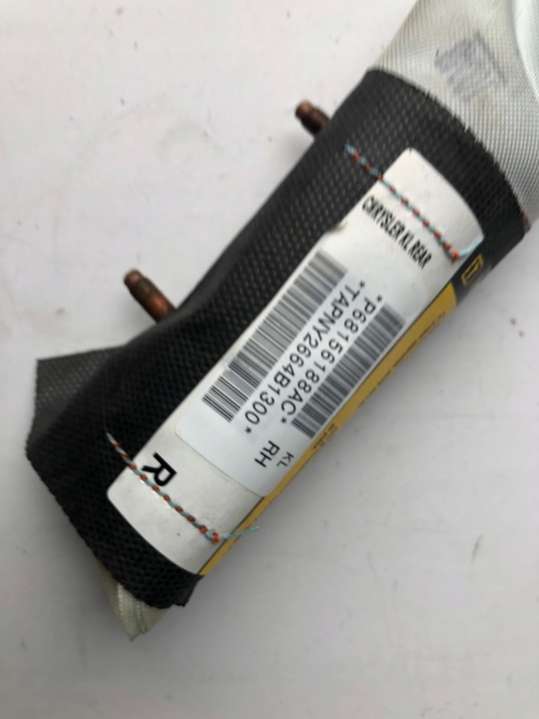 CHRYSLER KL REAR
*P68156188AC*
*TAPNY2664B1300*
KL
RH
R